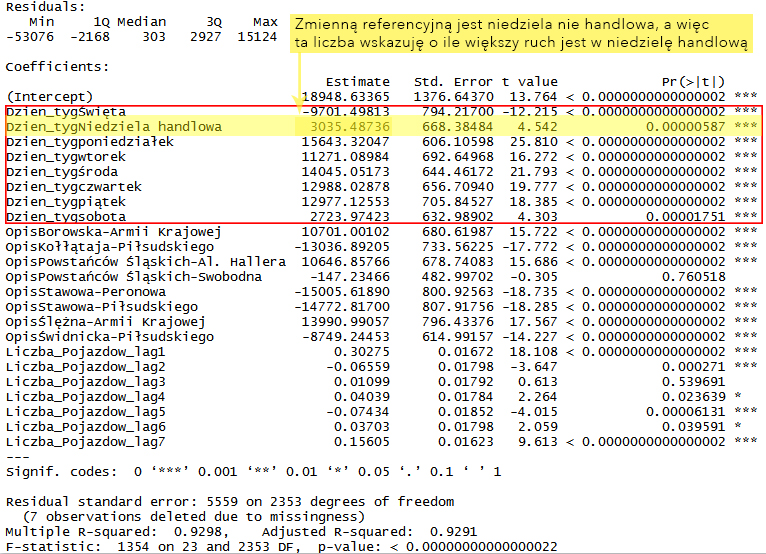 Residuals:
Min 1Q Median 3Q Max
-53076 -2168 303 2927 15124
Zmienną referencyjną jest niedziela nie handlowa, a więc
ta liczba wskazuję o ile większy ruch jest w niedzielę handlową
Coefficients:
Estimate Std. Error t value Pr(>|t|)
(Intercept) 18948.63365 1376.64370 13.764 < 0.0000000000000002 ***
Dzien_tygŚwięta -9701.49813 794.21700 -12.215 < 0.0000000000000002 ***
Dzien_tygNiedziela handlowa 3035.48736 668.38484 4.542 0.00000587 ***
Dzien_tygponiedziałek 15643.32047 606.10598 25.810 < 0.0000000000000002 ***
Dzien_tygwtorek 11271.08984 692.64968 16.272 < 0.0000000000000002 ***
Dzien_tygśroda 14045.05173 644.46172 21.793 < 0.0000000000000002 ***
Dzien_tygczwartek 12988.02878 656.70940 19.777 < 0.0000000000000002 ***
Dzien_tygpiątek 12977.12553 705.84527 18.385 < 0.0000000000000002 ***
Dzien_tygsobota 2723.97423 632.98902 4.303 0.00001751 ***
OpisBorowska-Armii Krajowej 10701.00102 680.61987 15.722 < 0.0000000000000002 ***
OpisKołłątaja-Piłsudskiego -13036.89205 733.56225 -17.772 < 0.0000000000000002 ***
OpisPowstańców Śląskich-Al. Hallera 10646.85766 678.74083 15.686 < 0.0000000000000002 ***
OpisPowstańców Śląskich-Swobodna -147.23466 482.99702 -0.305 0.760518
OpisStawowa-Peronowa -15005.61890 800.92563 -18.735 < 0.0000000000000002 ***
OpisStawowa-Piłsudskiego -14772.81700 807.91756 -18.285 < 0.0000000000000002 ***
OpisŚlężna-Armii Krajowej 13990.99057 796.43376 17.567 < 0.0000000000000002 ***
OpisŚwidnicka-Piłsudskiego -8749.24453 614.99157 -14.227 < 0.0000000000000002 ***
Liczba_Pojazdow_lag1 0.30275 0.01672 18.108 < 0.0000000000000002 ***
Liczba_Pojazdow_lag2 -0.06559 0.01798 -3.647 0.000271 ***
Liczba_Pojazdow_lag3 0.01099 0.01792 0.613 0.539691
Liczba_Pojazdow_lag4 0.04039 0.01784 2.264 0.023639 *
Liczba_Pojazdow_lag5 -0.07434 0.01852 -4.015 0.00006131 ***
Liczba_Pojazdow_lag6 0.03703 0.01798 2.059 0.039591 *
Liczba_Pojazdow_lag7 0.15605 0.01623 9.613 < 0.0000000000000002 ***
---
Signif. codes: 0 ‘***’ 0.001 ‘**’ 0.01 ‘*’ 0.05 ‘.’ 0.1 ‘ ’ 1
Residual standard error: 5559 on 2353 degrees of freedom
(7 observations deleted due to missingness)
Multiple R-squared: 0.9298, Adjusted R-squared: 0.9291
F-statistic: 1354 on 23 and 2353 DF, p-value: < 0.00000000000000022